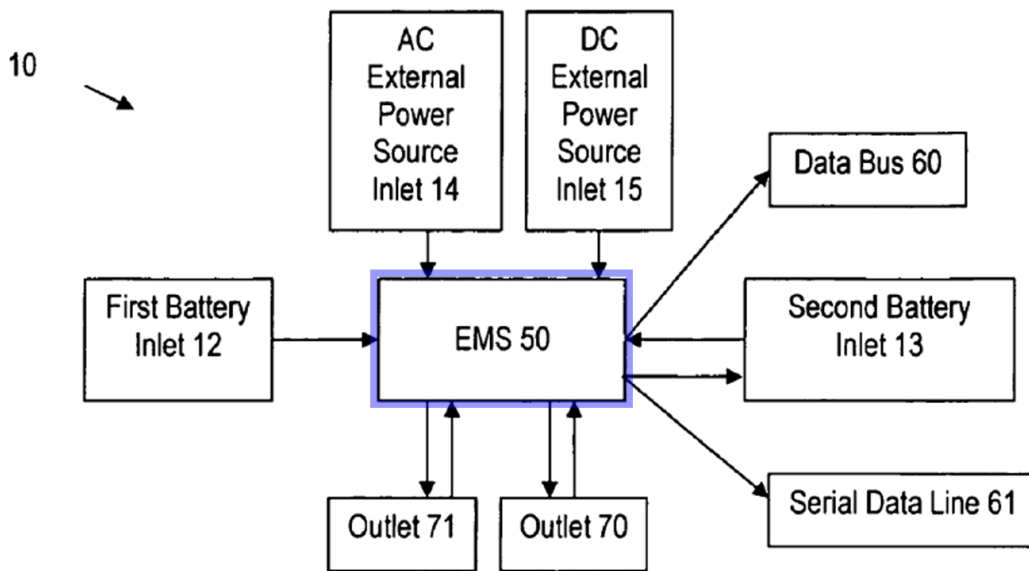 10
AC
External
Power
Source
Inlet 14
DC
External
Power
Source
Inlet 15
Data Bus 60
First Battery
Inlet 12
EMS 50
Second Battery
Inlet 13
Outlet 71
Outlet 70
Serial Data Line 61